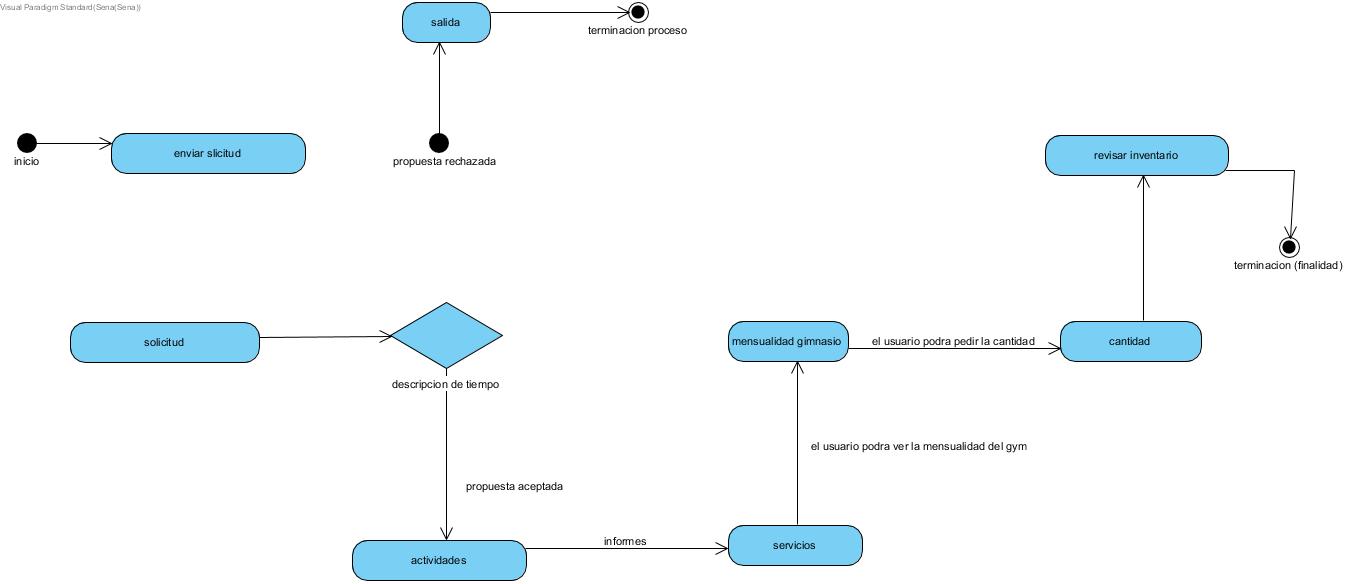 Visual Paradigm Standard(Sena(Sena))
salida
terminacion proceso
inicio
enviar slicitud
propuesta rechazada
revisar inventario
terminacion (finalidad)
solicitud
descripcion de tiempo
mensualidad gimnasio
el usuario podra pedir la cantidad
cantidad
el usuario podra ver la mensualidad del gym
propuesta aceptada
actividades
informes
servicios